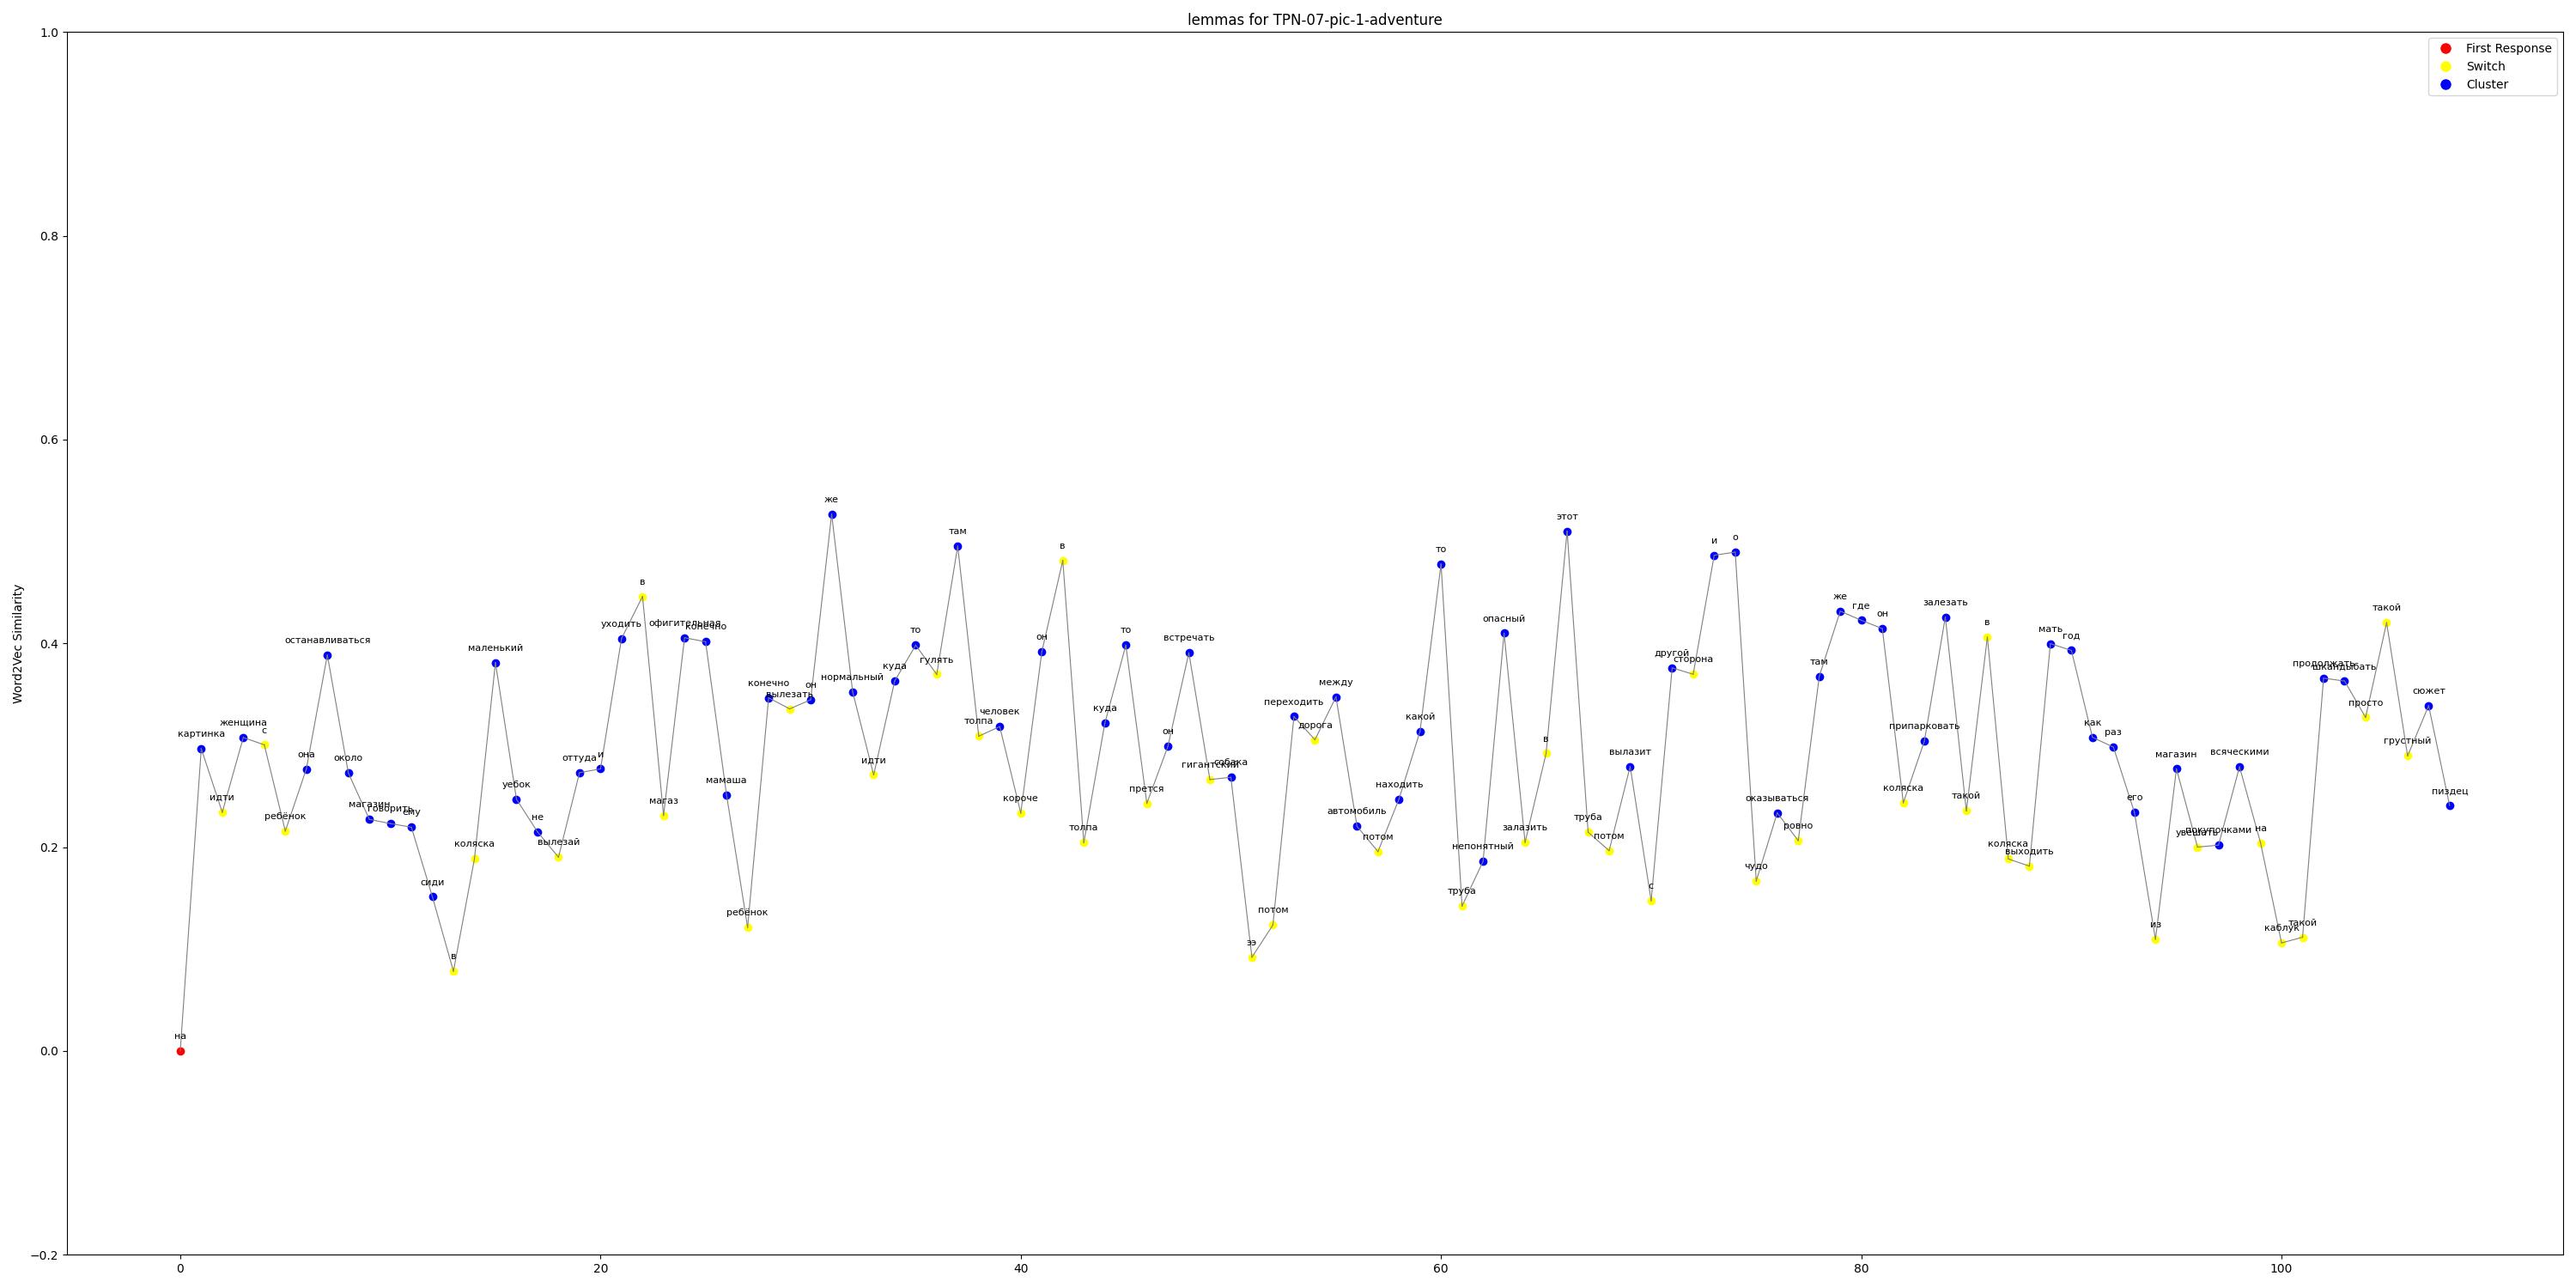 lemmas for TPN-07-pic-1-adventure
First Response
Switch
Cluster
Word2Vec Similarity
1.0
0.8
0.6
0.4
0.2
0.0
−0.2
0
20
40
60
80
100
на
картинка
идти
женщина
с
ребёнок
она
останавливаться
около
магазин
говорить
ему
сиди
в
коляска
маленький
уебок
не
вылезай
оттуда
и
уходить
в
магаз
офигительная
конечно
мамаша
ребёнок
конечно
вылезать
он
же
нормальный
идти
куда
то
гулять
там
толпа
человек
короче
он
в
толпа
куда
то
прется
он
встречать
гигантский
собака
ээ
потом
переходить
дорога
между
автомобиль
потом
находить
какой
то
труба
непонятный
опасный
залазить
в
этот
труба
потом
вылазит
с
другой
сторона
и
о
чудо
оказываться
ровно
там
же
где
он
коляска
припарковать
залезать
такой
в
коляска
выходить
мать
год
как
раз
его
из
магазин
увешать
покупочками
всяческими
на
каблук
такой
продолжать
шкандыбать
просто
такой
грустный
сюжет
пиздец